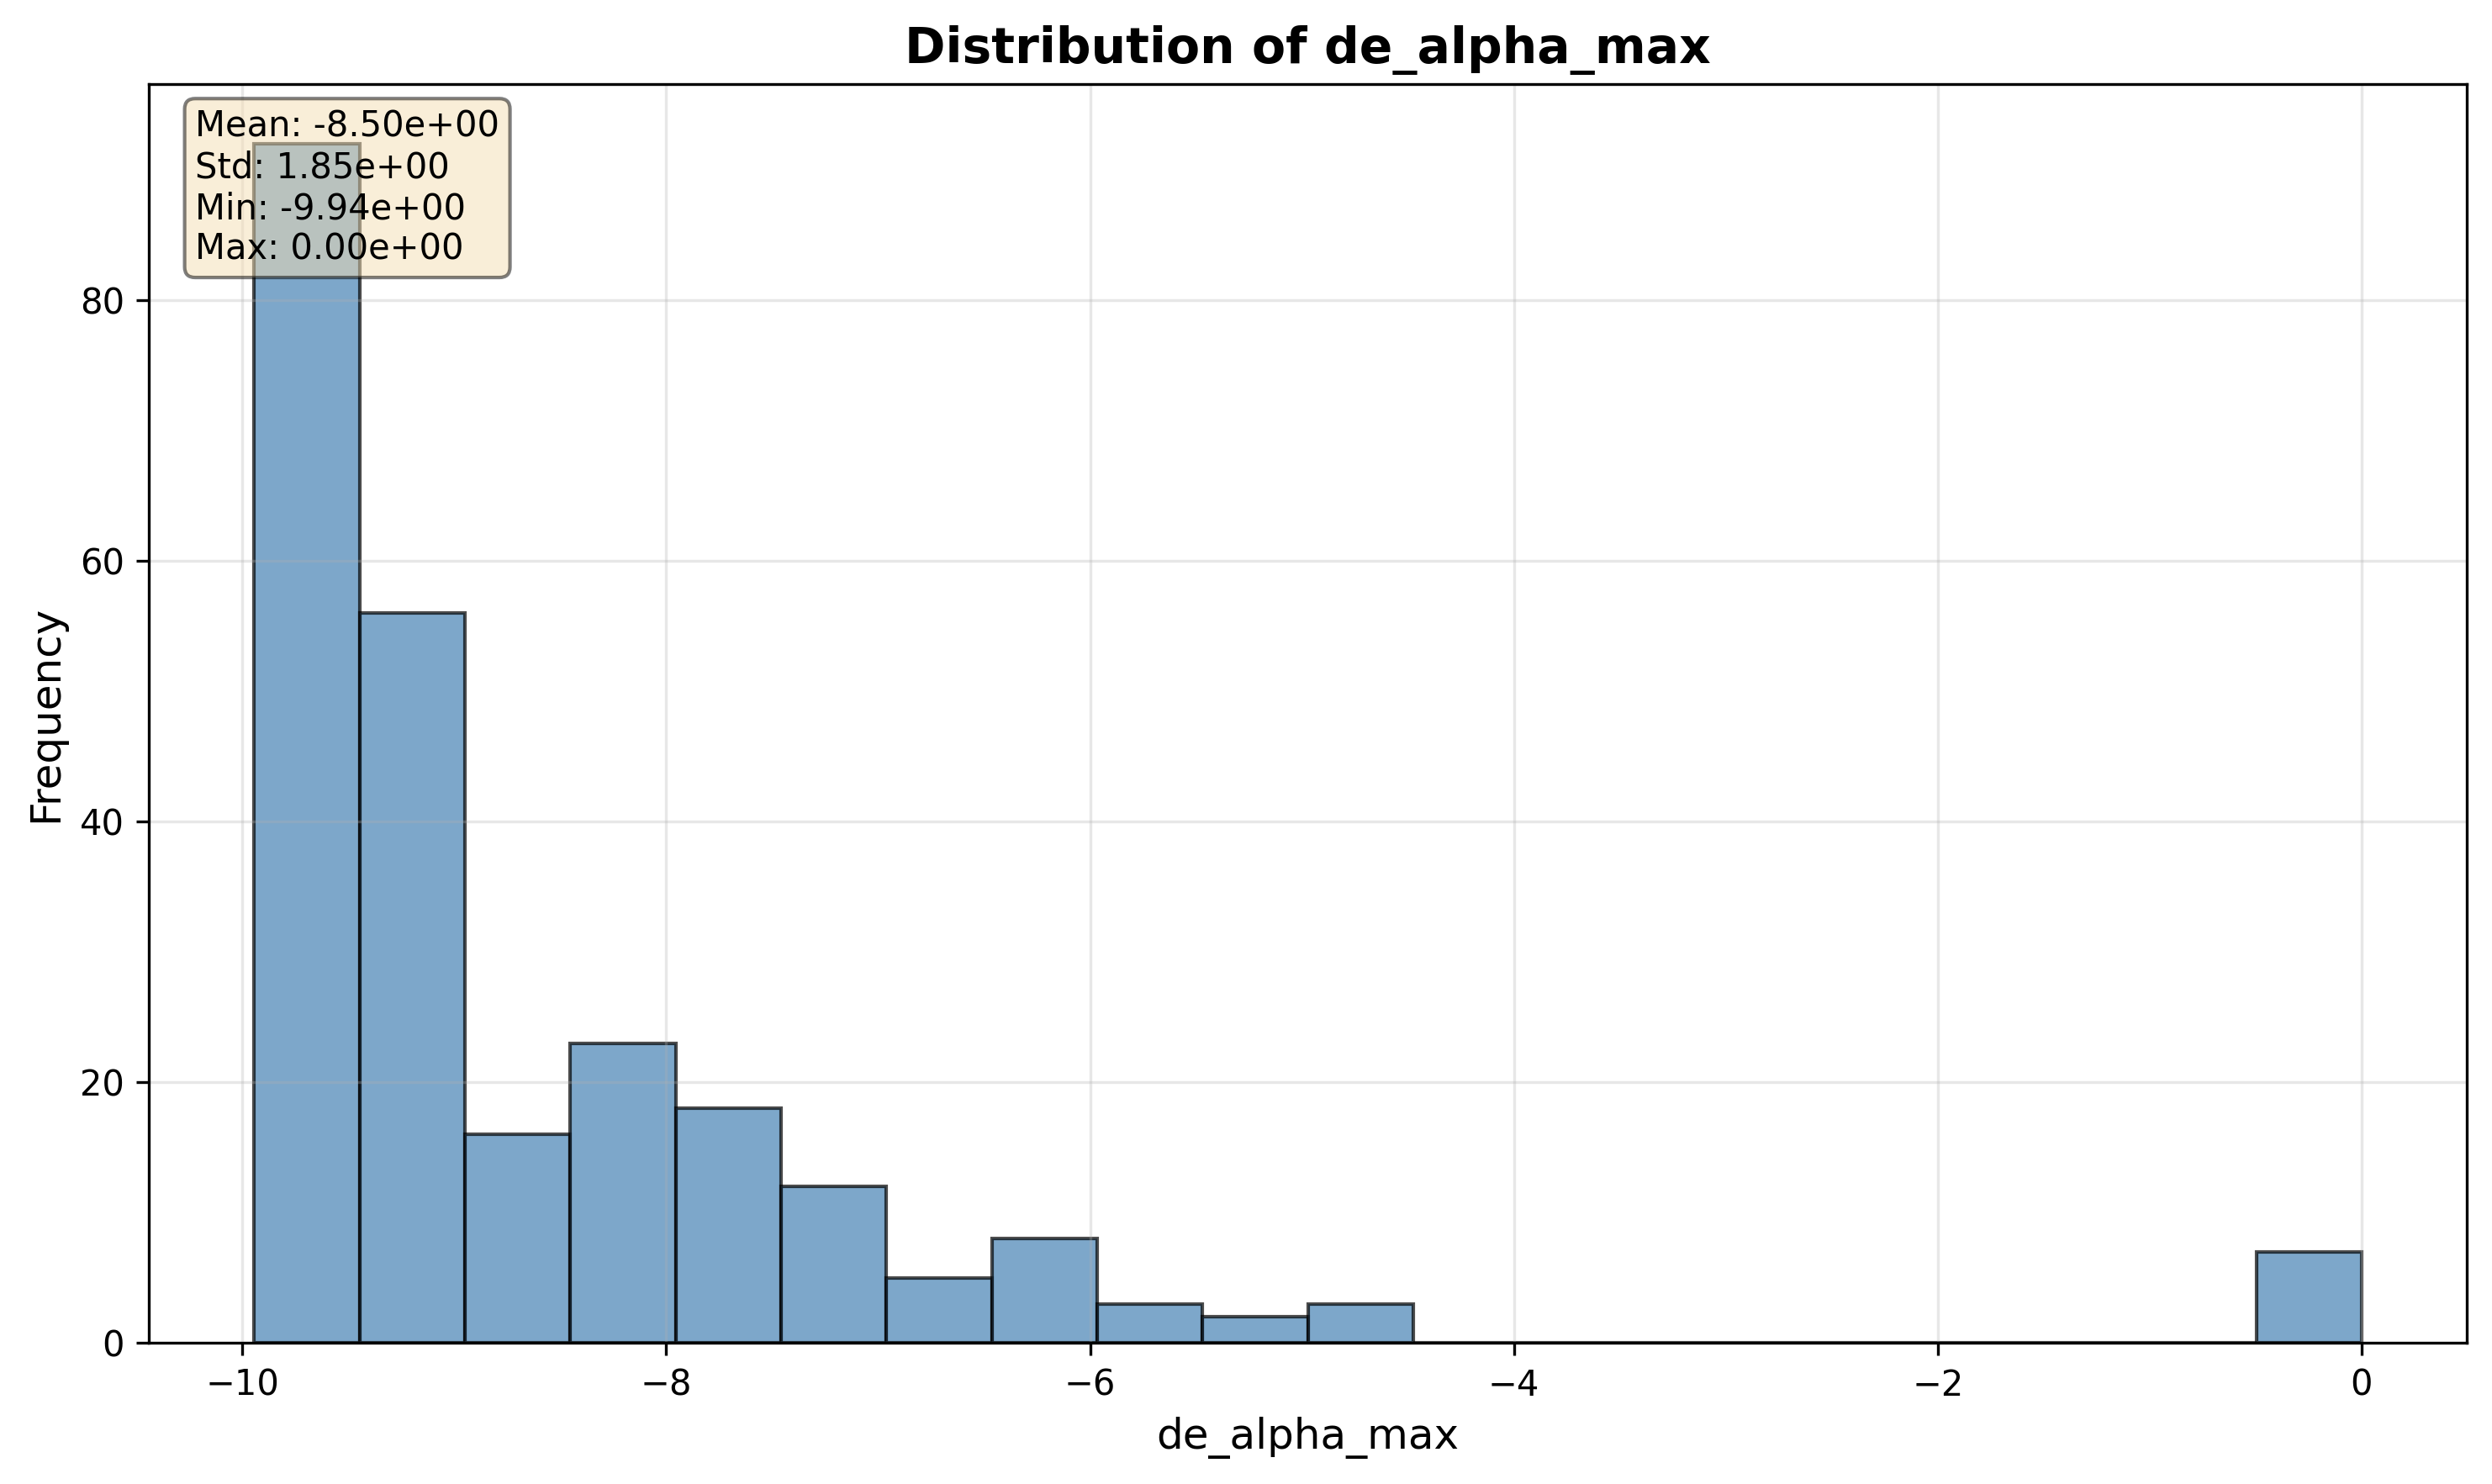 Distribution of de_alpha_max
Mean: -8.50e+00
Std: 1.85e+00
Min: -9.94e+00
Max: 0.00e+00
Frequency
80
60
40
20
0
−10
−8
−6
−4
−2
0
de_alpha_max